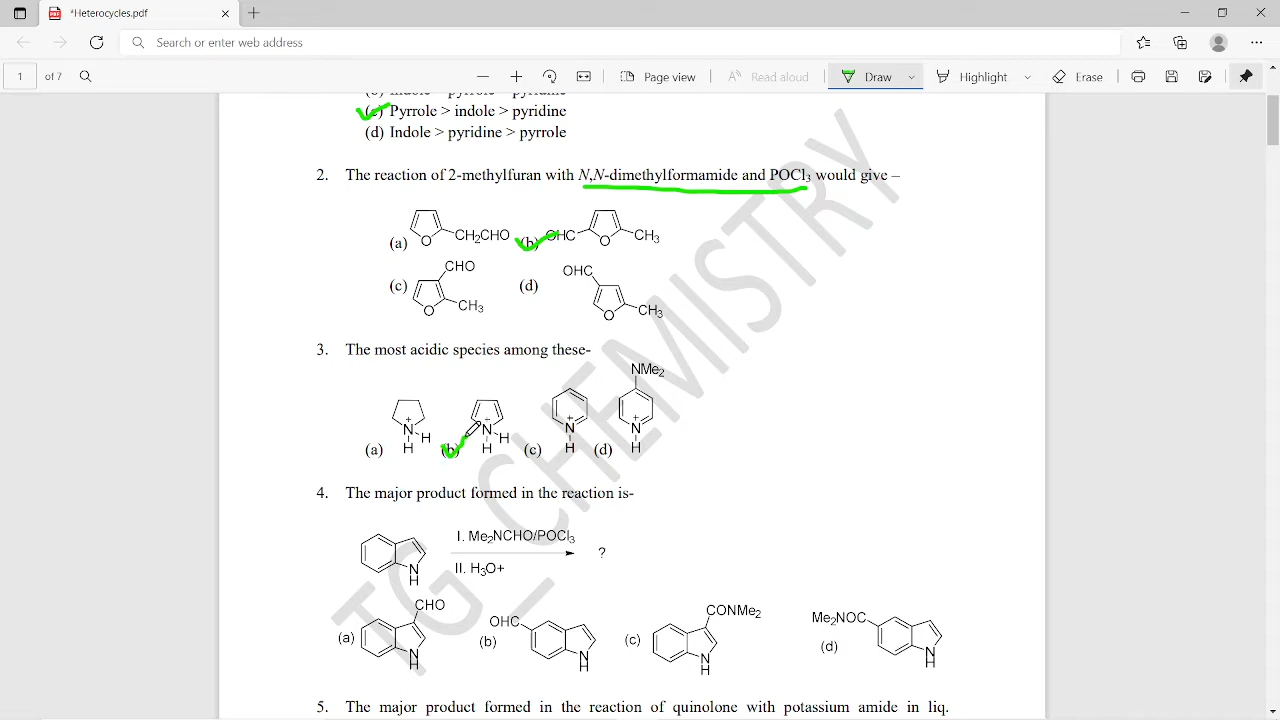 *Heterocycles.pdf
Search or enter web address
1 of 7 Page view Read aloud Draw Highlight Erase
(b) Indole > pyrrole > pyridine
(c) Pyrrole > indole > pyridine
(d) Indole > pyridine > pyrrole
2. The reaction of 2-methylfuran with N,N-dimethylformamide and POCl3 would give –
(a) O CH2CHO (b) OHC O CH3
(c) CHO O CH3 (d) OHC O CH3
3. The most acidic species among these-
NMe2
(a) + N H H (b) + N H H (c) + N H (d) + N H
4. The major product formed in the reaction is-
I. Me2NCHO/POCl3
N H ?
II. H3O+
(a) CHO N H (b) OHC N H (c) CONMe2 N H (d) Me2NOC N H
5. The major product formed in the reaction of quinolone with potassium amide in liq.
TG_CHEMISTRY